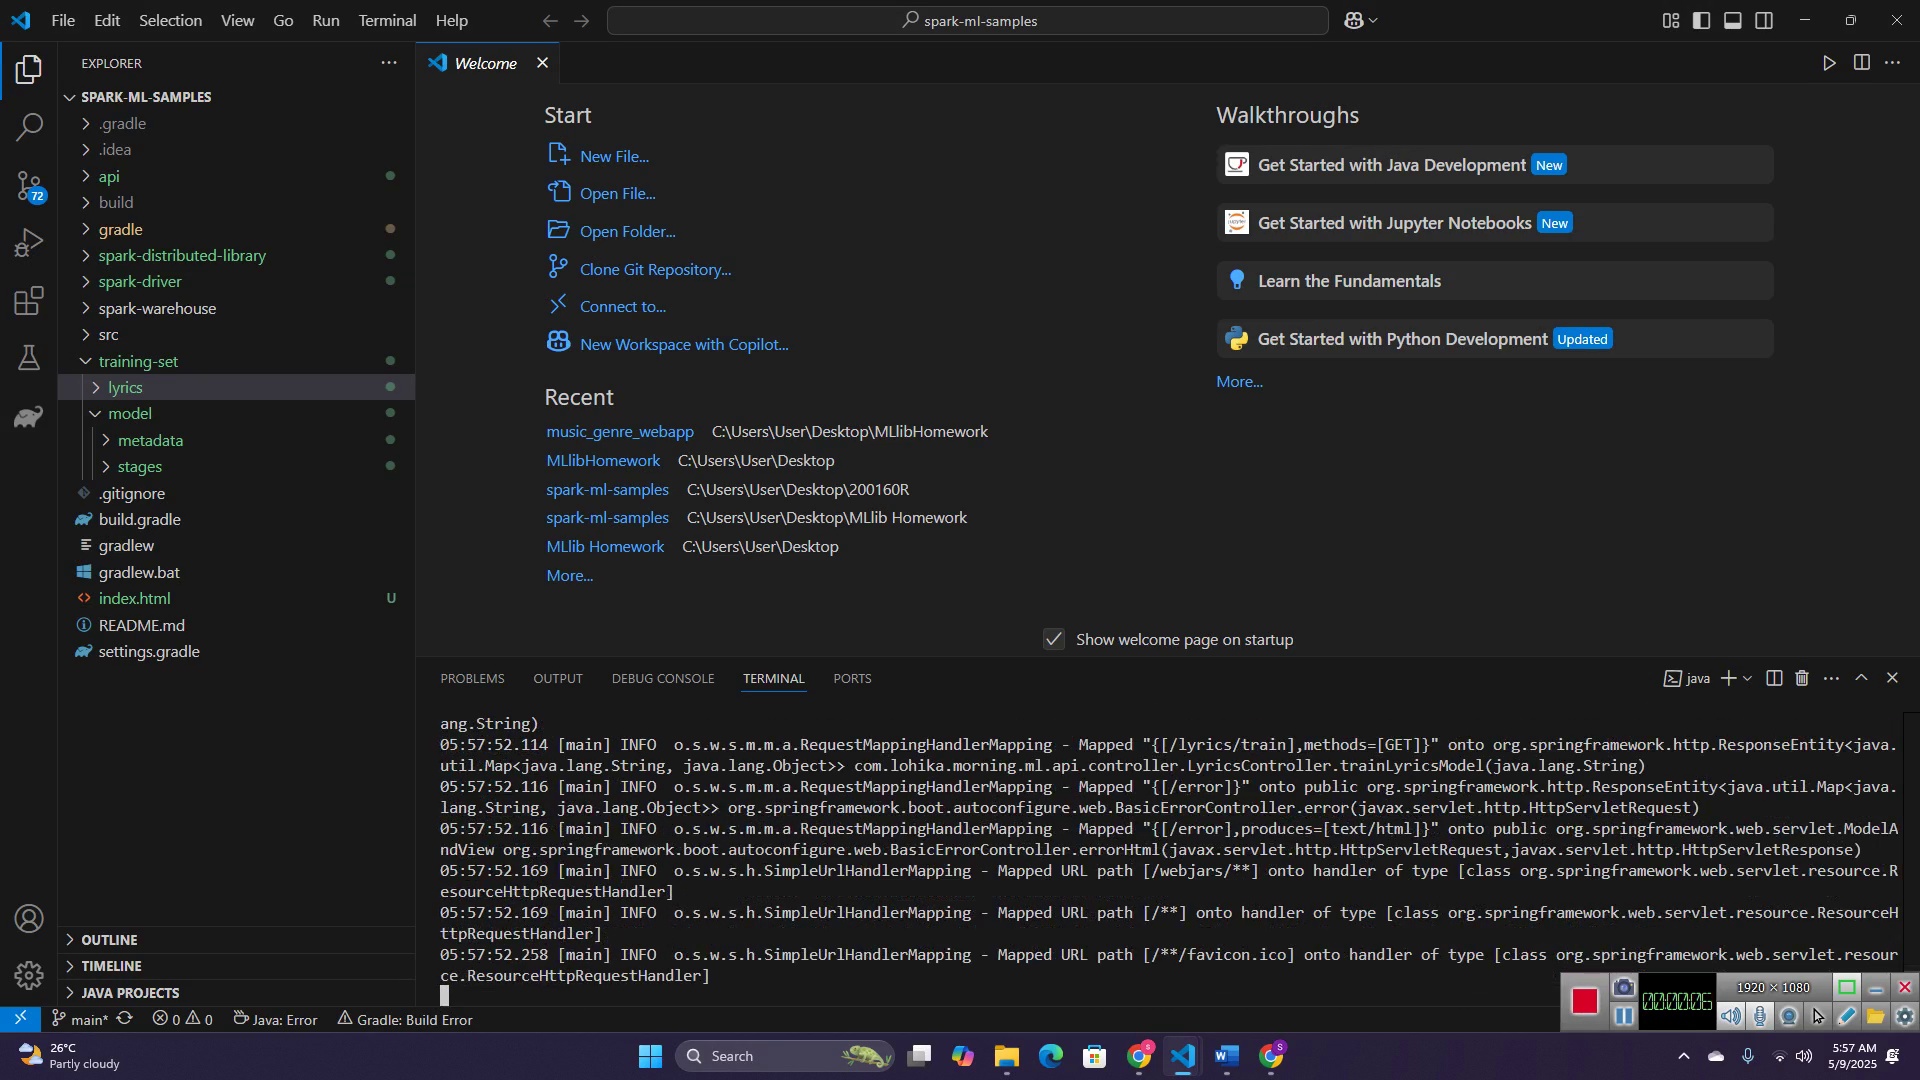 File Edit Selection View Go Run Terminal Help
spark-ml-samples
EXPLORER
Welcome
SPARK-ML-SAMPLES
.gradle
.idea
api
build
gradle
spark-distributed-library
spark-driver
spark-warehouse
src
training-set
lyrics
model
metadata
stages
.gitignore
build.gradle
gradlew
gradlew.bat
index.html U
README.md
settings.gradle
OUTLINE
TIMELINE
JAVA PROJECTS
72
Start
New File...
Open File...
Open Folder...
Clone Git Repository...
Connect to...
New Workspace with Copilot...
Recent
music_genre_webapp C:\Users\User\Desktop\MLlibHomework
MLlibHomework C:\Users\User\Desktop
spark-ml-samples C:\Users\User\Desktop\200160R
spark-ml-samples C:\Users\User\Desktop\MLlib Homework
MLlib Homework C:\Users\User\Desktop
More...
Walkthroughs
Get Started with Java Development New
Get Started with Jupyter Notebooks New
Learn the Fundamentals
Get Started with Python Development Updated
More...
Show welcome page on startup
PROBLEMS OUTPUT DEBUG CONSOLE TERMINAL PORTS
java
ang.String)
05:57:52.114 [main] INFO  o.s.w.s.m.m.a.RequestMappingHandlerMapping - Mapped "{[/lyrics/train],methods=[GET]}" onto org.springframework.http.ResponseEntity<java.
util.Map<java.lang.String, java.lang.Object>> com.lohika.morning.ml.api.controller.LyricsController.trainLyricsModel(java.lang.String)
05:57:52.116 [main] INFO  o.s.w.s.m.m.a.RequestMappingHandlerMapping - Mapped "{[/error]}" onto public org.springframework.http.ResponseEntity<java.util.Map<java.
lang.String, java.lang.Object>> org.springframework.boot.autoconfigure.web.BasicErrorController.error(javax.servlet.http.HttpServletRequest)
05:57:52.116 [main] INFO  o.s.w.s.m.m.a.RequestMappingHandlerMapping - Mapped "{[/error],produces=[text/html]}" onto public org.springframework.web.servlet.ModelA
ndView org.springframework.boot.autoconfigure.web.BasicErrorController.errorHtml(javax.servlet.http.HttpServletRequest,javax.servlet.http.HttpServletResponse)
05:57:52.169 [main] INFO  o.s.w.s.h.SimpleUrlHandlerMapping - Mapped URL path [/webjars/**] onto handler of type [class org.springframework.web.servlet.resource.R
esourceHttpRequestHandler]
05:57:52.169 [main] INFO  o.s.w.s.h.SimpleUrlHandlerMapping - Mapped URL path [/**] onto handler of type [class org.springframework.web.servlet.resource.ResourceH
ttpRequestHandler]
05:57:52.258 [main] INFO  o.s.w.s.h.SimpleUrlHandlerMapping - Mapped URL path [/**/favicon.ico] onto handler of type [class org.springframework.web.servlet.resour
ce.ResourceHttpRequestHandler]
00:00:06
1920 × 1080
main* 0 0 Java: Error Gradle: Build Error
26°C
Partly cloudy
Search
5:57 AM
5/9/2025